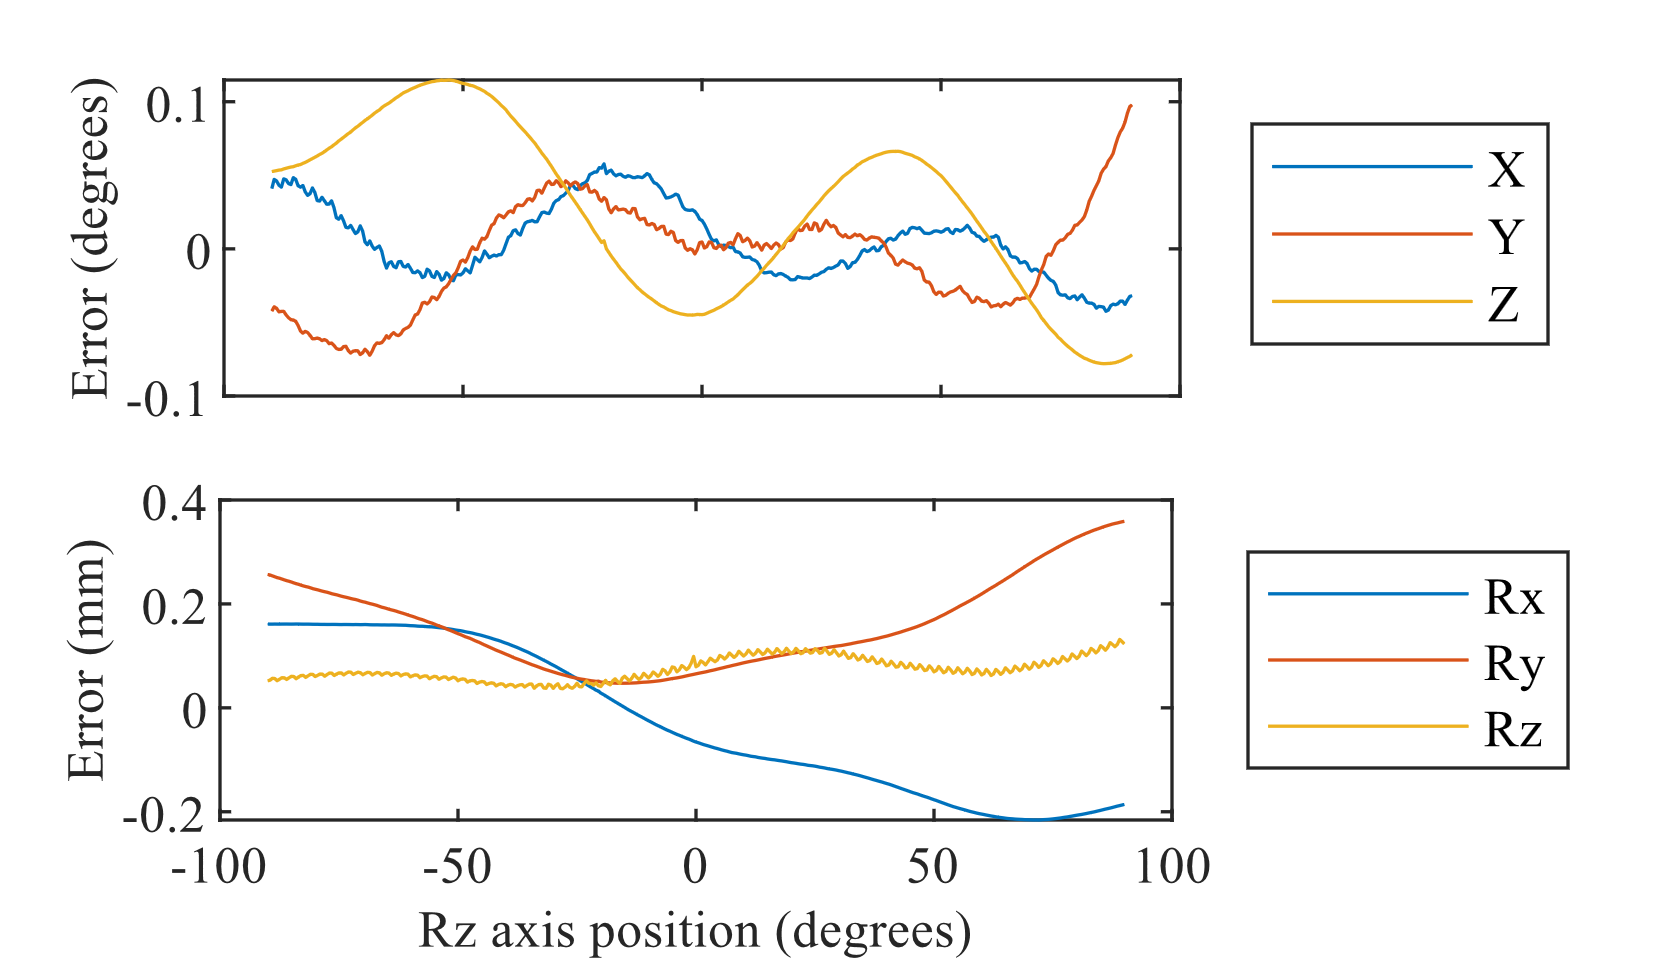 Error (degrees)
0.1
0
-0.1
X
Y
Z
Error (mm)
0.4
0.2
0
-0.2
-100
-50
0
50
100
Rz axis position (degrees)
Rx
Ry
Rz